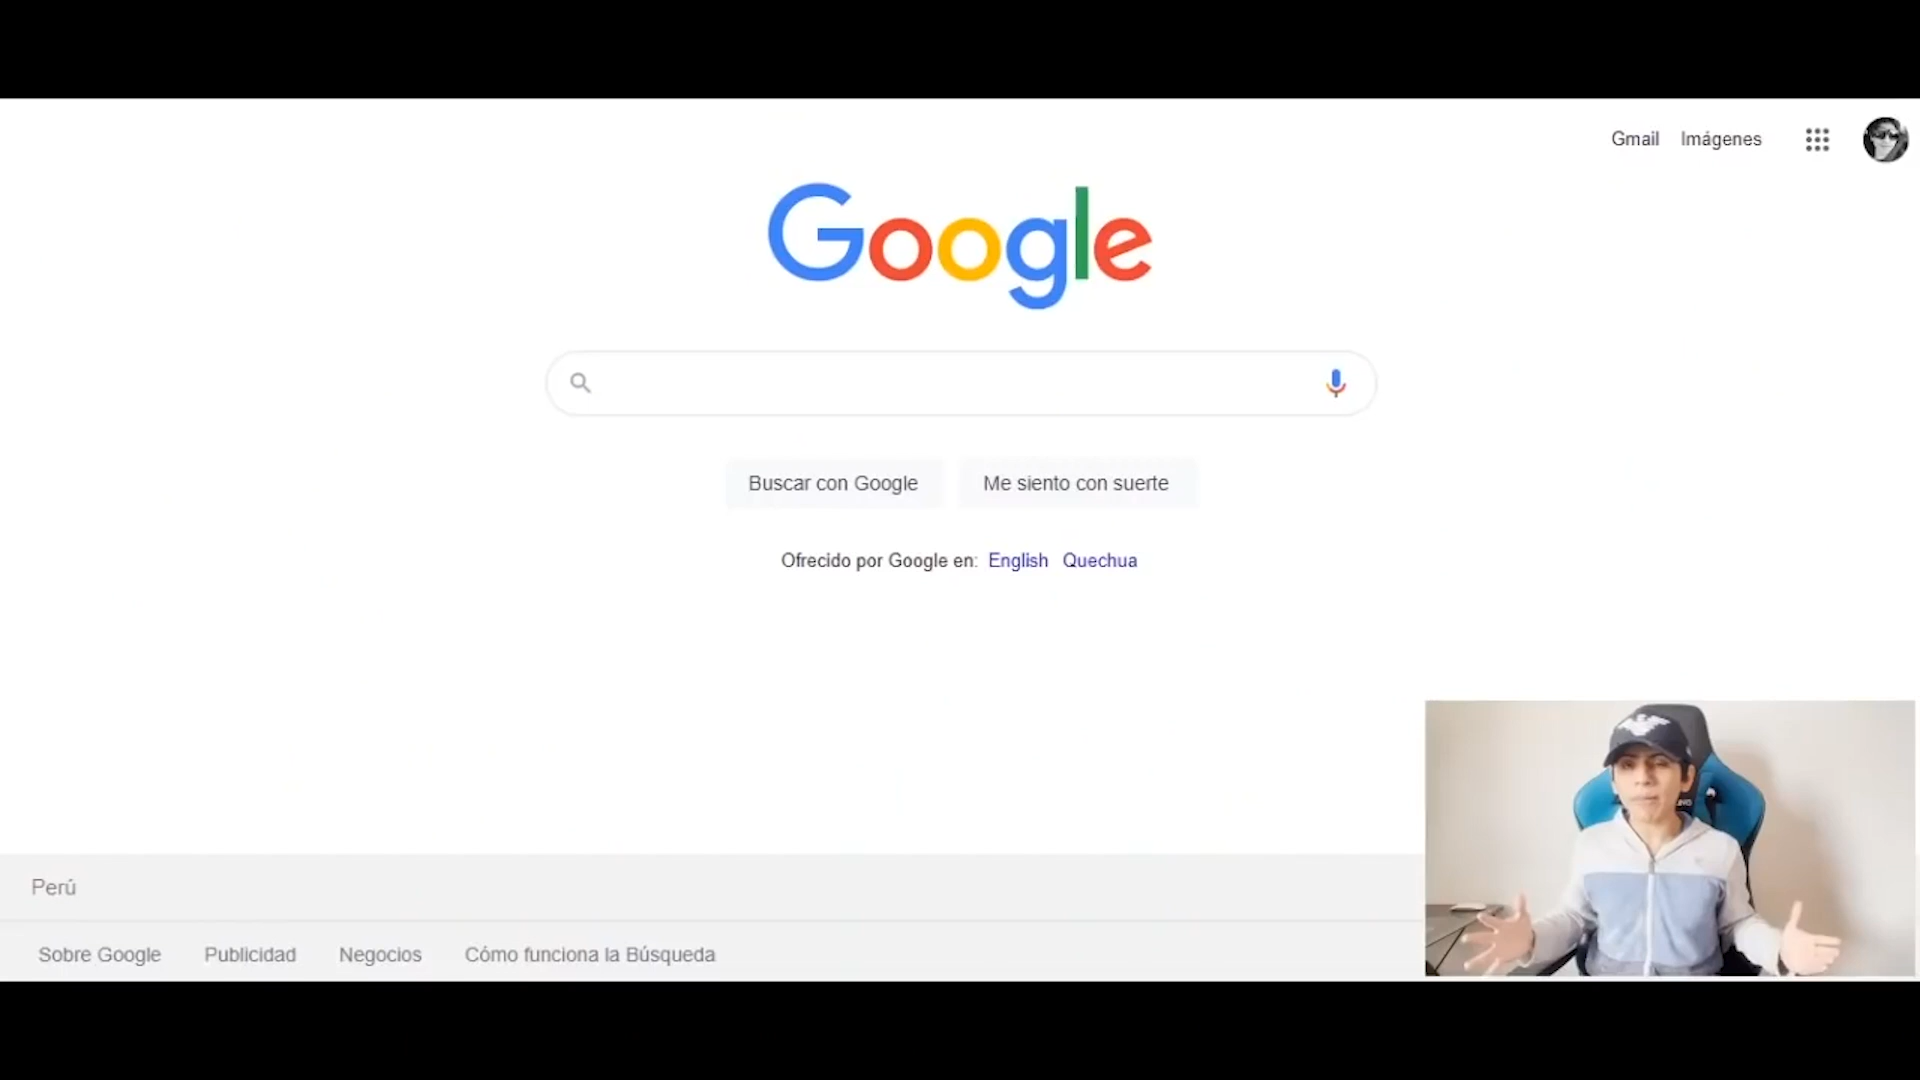 Gmail Imágenes
Google
Buscar con Google Me siento con suerte
Ofrecido por Google en: English Quechua
Perú
Sobre Google Publicidad Negocios Cómo funciona la Búsqueda